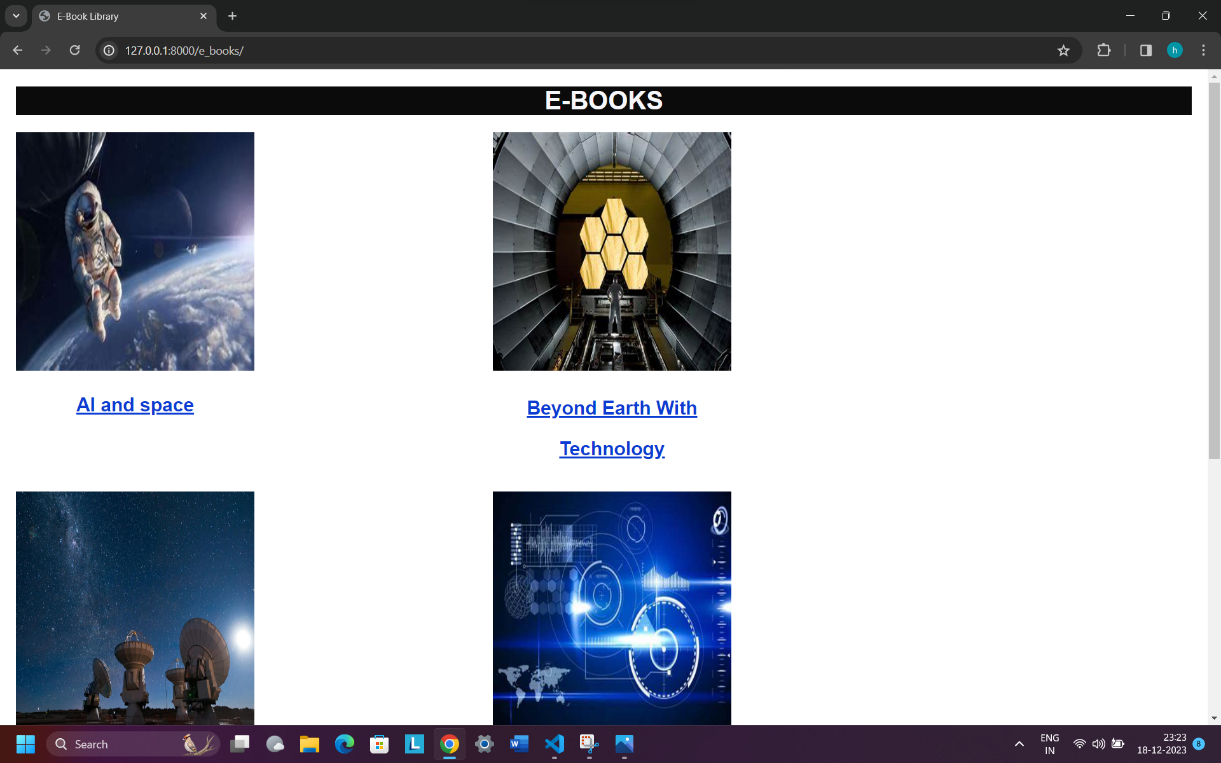 E-Book Library
127.0.0.1:8000/e_books/
h
E-BOOKS
AI and space
Beyond Earth With
Technology
Search
L
W
ENG
IN
23:23
18-12-2023
8